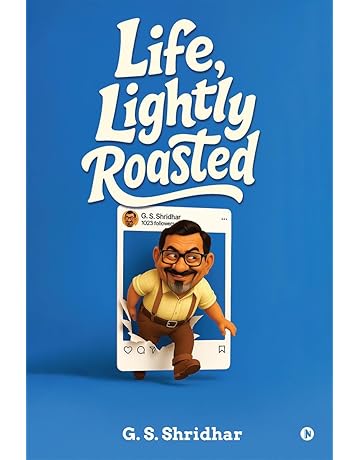 Life,
Lightly
Roasted
G. S. Shridhar
1023 followers
G. S. Shridhar
N